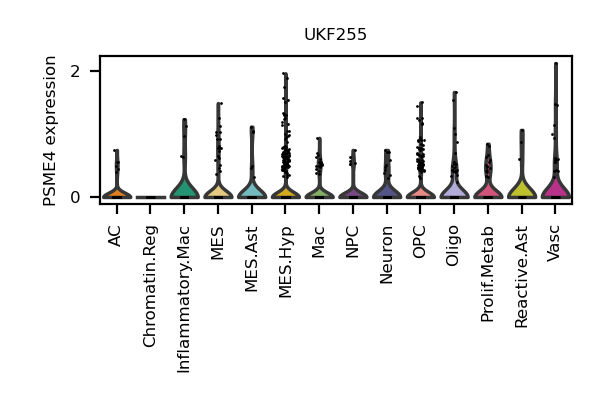 UKF255
PSME4 expression
2
0
AC
Chromatin.Reg
Inflammatory.Mac
MES
MES.Ast
MES.Hyp
Mac
NPC
Neuron
OPC
Oligo
Prolif.Metab
Reactive.Ast
Vasc